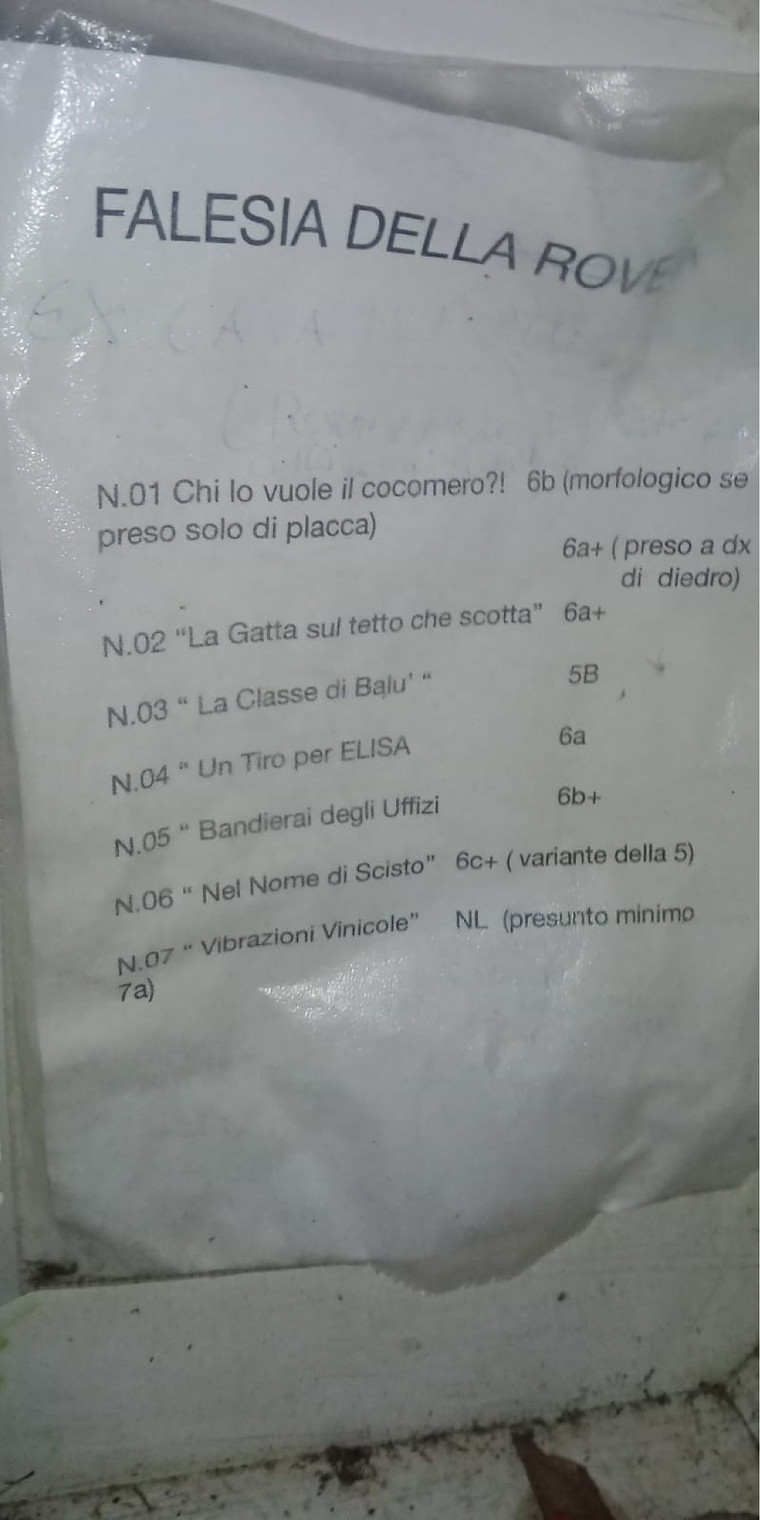 FALESIA DELLA ROVE
EX CASA
N.01 Chi lo vuole il cocomero?! 6b (morfologico se
preso solo di placca)
6a+ ( preso a dx
di diedro)
N.02 “La Gatta sul tetto che scotta” 6a+
N.03 “ La Classe di Balu’ “ 5B
N.04 “ Un Tiro per ELISA 6a
N.05 “ Bandierai degli Uffizi 6b+
N.06 “ Nel Nome di Scisto” 6c+ ( variante della 5)
N.07 “ Vibrazioni Vinicole” NL (presunto minimo
7a)